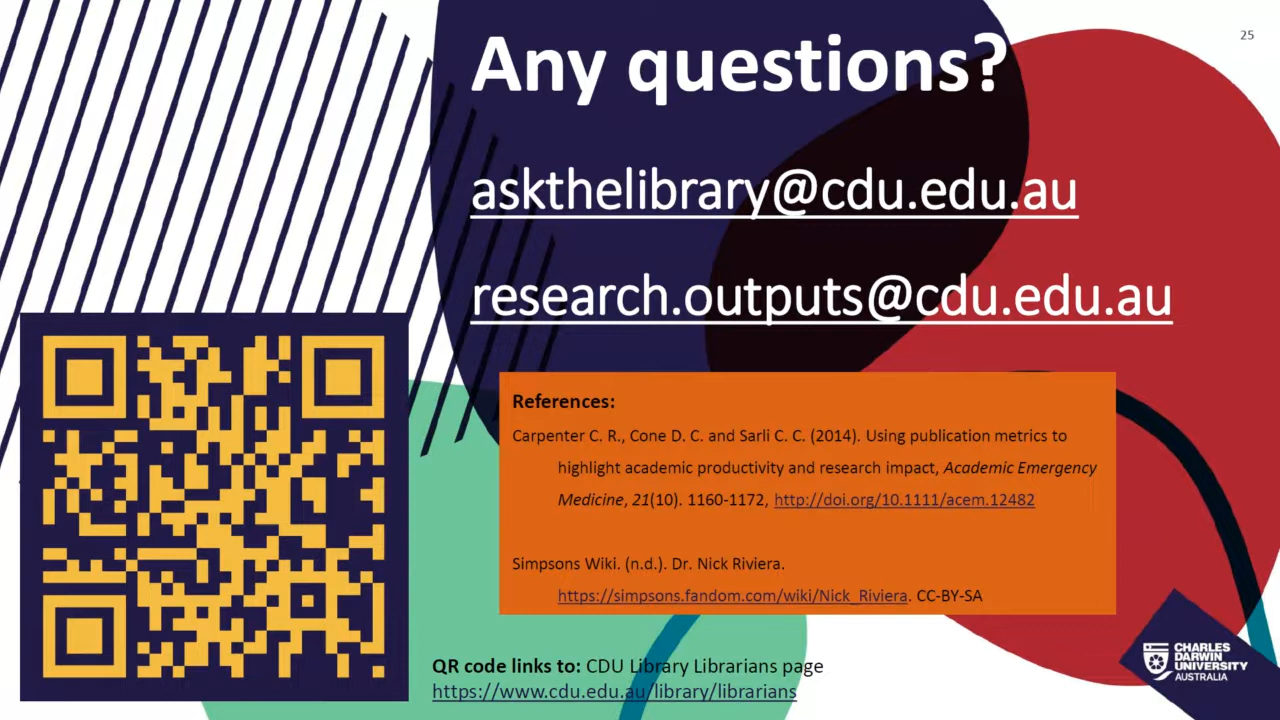 25
Any questions?
askthelibrary@cdu.edu.au
research.outputs@cdu.edu.au
References:
Carpenter C. R., Cone D. C. and Sarli C. C. (2014). Using publication metrics to
highlight academic productivity and research impact, Academic Emergency
Medicine, 21(10). 1160-1172, http://doi.org/10.1111/acem.12482
Simpsons Wiki. (n.d.). Dr. Nick Riviera.
https://simpsons.fandom.com/wiki/Nick_Riviera. CC-BY-SA
QR code links to: CDU Library Librarians page
https://www.cdu.edu.au/library/librarians
CHARLES
DARWIN
UNIVERSITY
AUSTRALIA